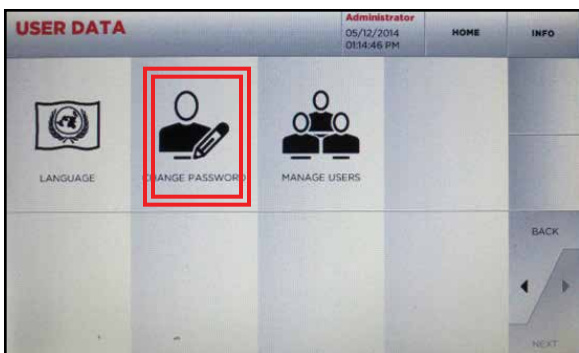 USER DATA
Administrator
05/12/2014
01:14:46 PM
HOME
INFO
LANGUAGE
CHANGE PASSWORD
MANAGE USERS
BACK
NEXT